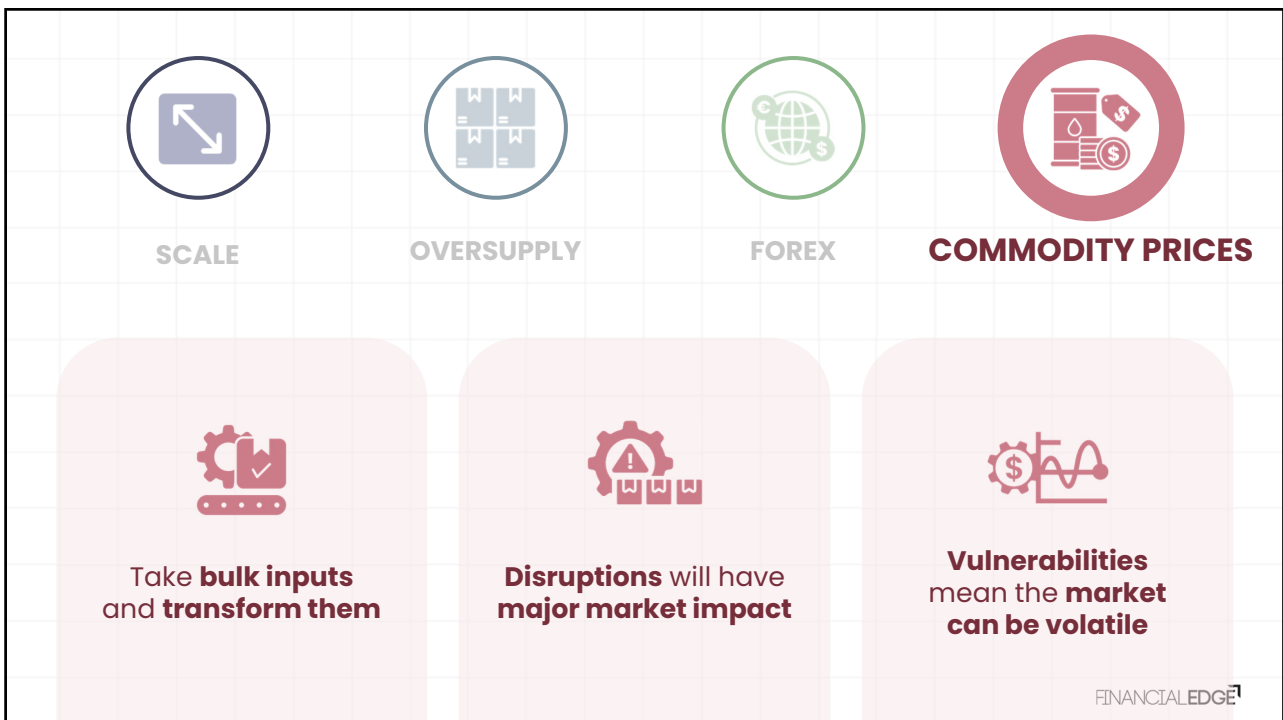 SCALE
OVERSUPPLY
FOREX
COMMODITY PRICES
Take bulk inputs
and transform them
Disruptions will have
major market impact
Vulnerabilities
mean the market
can be volatile
FINANCIALEDGE